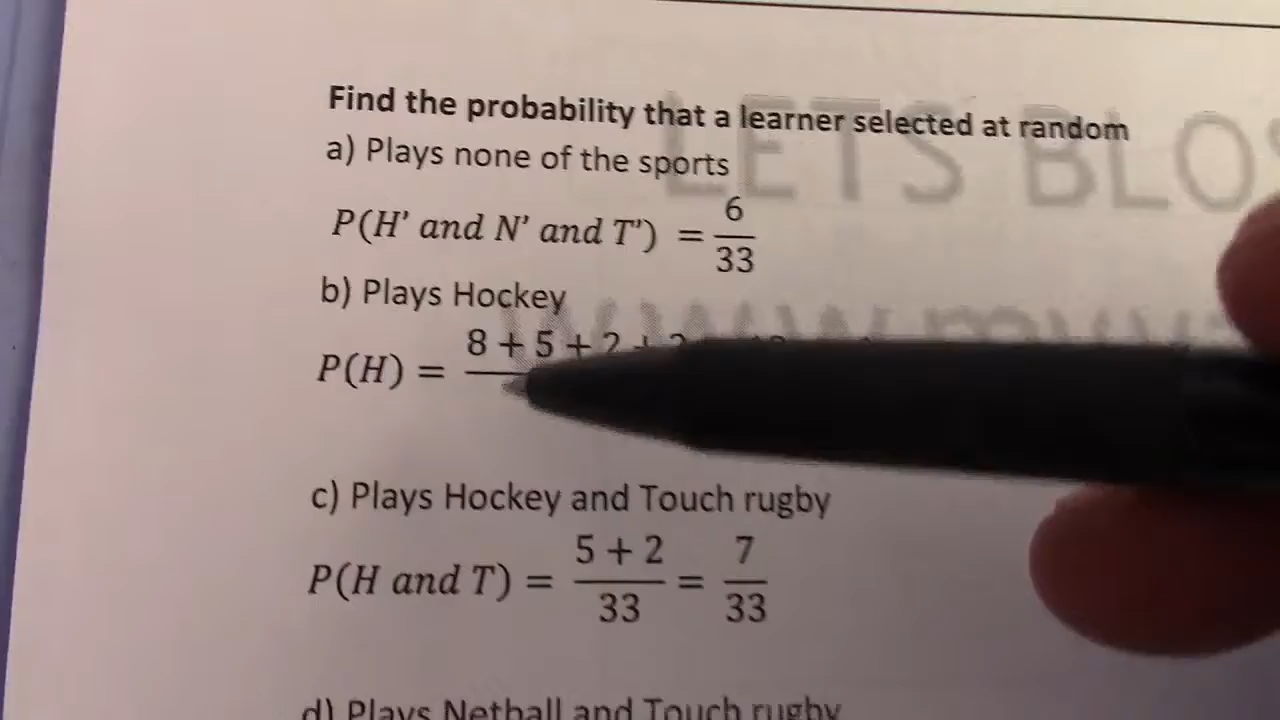 Find the probability that a learner selected at random
a) Plays none of the sports
P(H' and N' and T') = 6/33
b) Plays Hockey
P(H) = 8 + 5 + 2 +
c) Plays Hockey and Touch rugby
P(H and T) = 5 + 2/33 = 7/33
d) Plays Netball and Touch rugby
LETS BLO